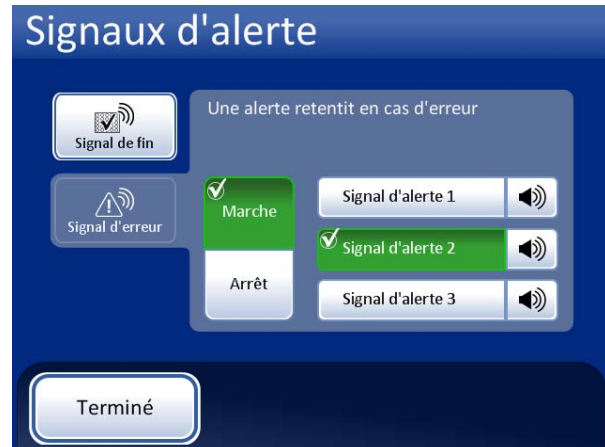 Signaux d'alerte
Signal de fin
Une alerte retentit en cas d'erreur
Signal d'erreur
Marche
Arrêt
Signal d'alerte 1
Signal d'alerte 2
Signal d'alerte 3
Terminé